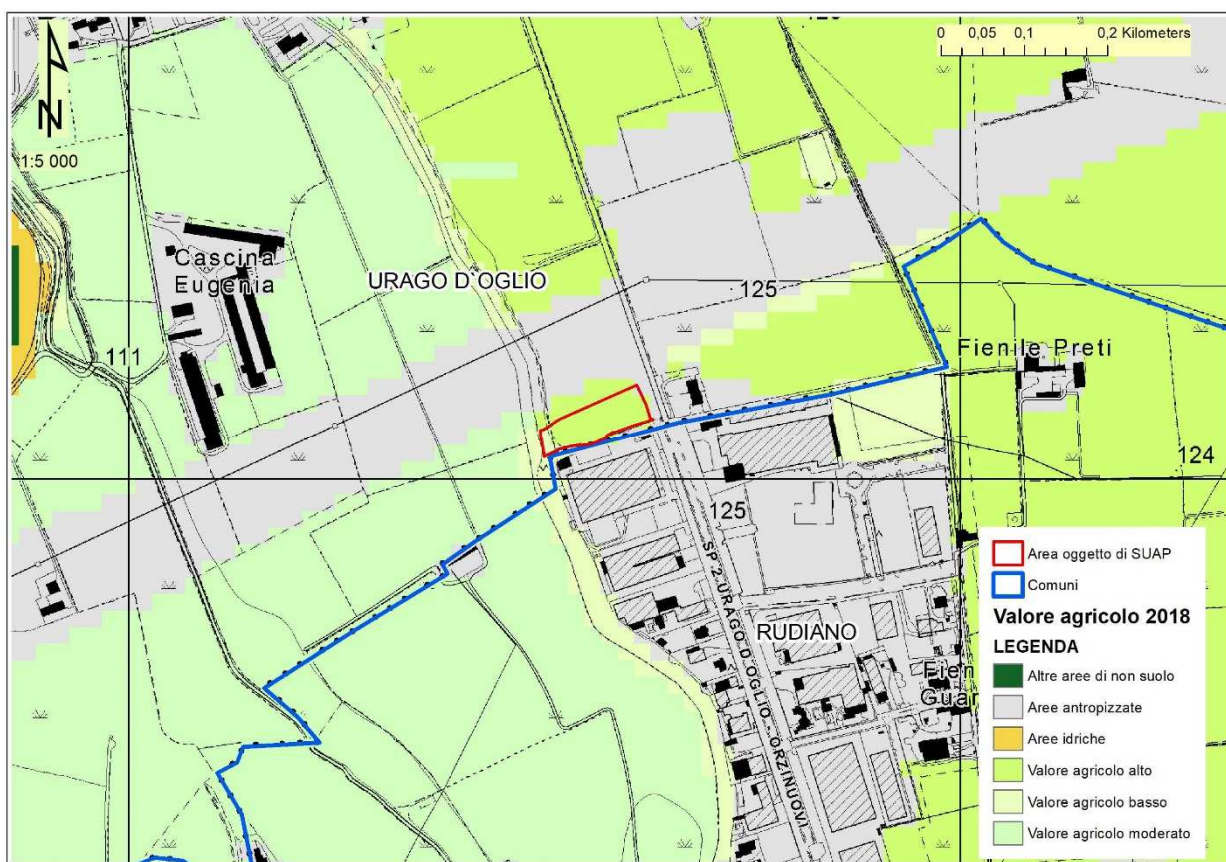 0 0,05 0,1 0,2 Kilometers
N
1:5 000
Cascina
Eugenia
URAGO D`OGLIO
125
111
Fienile Preti
124
125
SP 2 URAGO D`OGLIO - ORZINUOVI
RUDIANO
Fien
Guar
Area oggetto di SUAP
Comuni
Valore agricolo 2018
LEGENDA
Altre aree di non suolo
Aree antropizzate
Aree idriche
Valore agricolo alto
Valore agricolo basso
Valore agricolo moderato